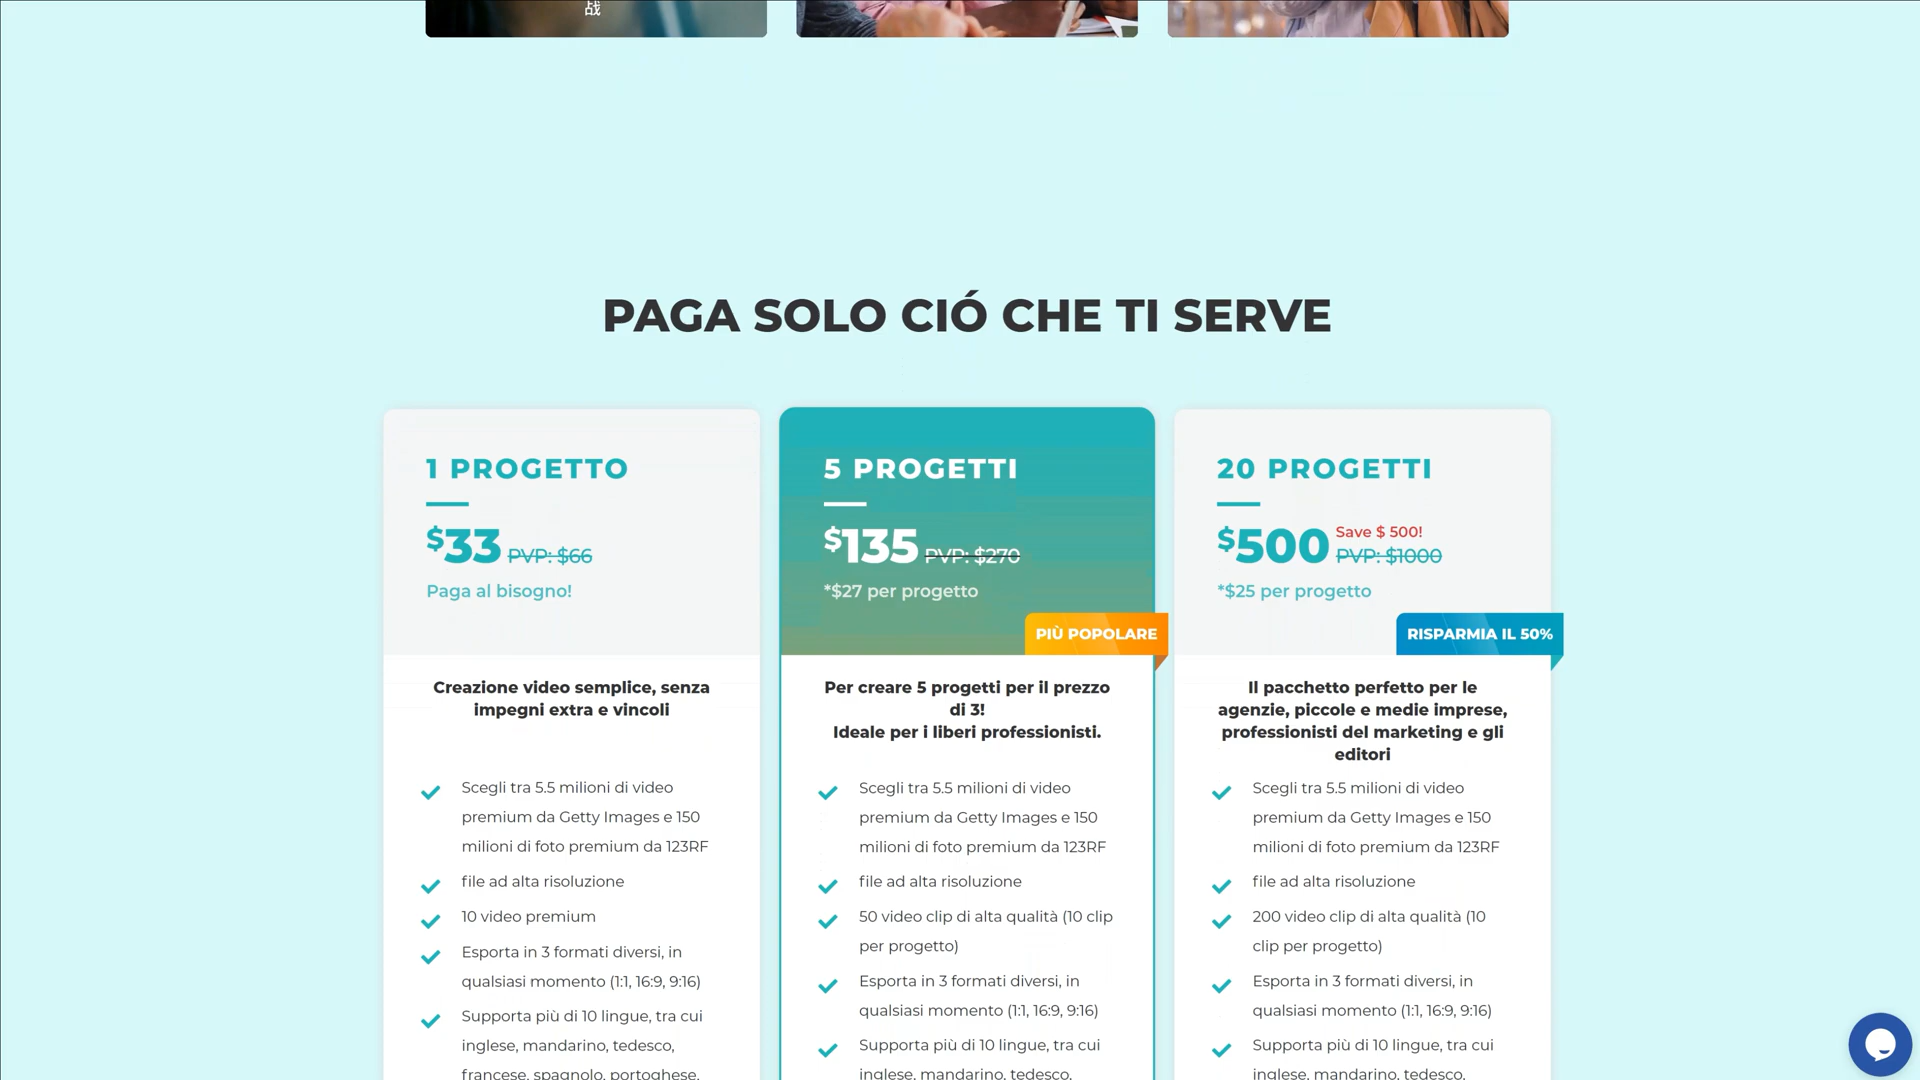 战
PAGA SOLO CIÓ CHE TI SERVE
1 PROGETTO
$33 PVP: $66
Paga al bisogno!
Creazione video semplice, senza
impegni extra e vincoli
Scegli tra 5.5 milioni di video
premium da Getty Images e 150
milioni di foto premium da 123RF
file ad alta risoluzione
10 video premium
Esporta in 3 formati diversi, in
qualsiasi momento (1:1, 16:9, 9:16)
Supporta più di 10 lingue, tra cui
inglese, mandarino, tedesco,
francese, spagnolo, portoghese,
5 PROGETTI
$135 PVP: $270
*$27 per progetto
PIÙ POPOLARE
Per creare 5 progetti per il prezzo
di 3!
Ideale per i liberi professionisti.
Scegli tra 5.5 milioni di video
premium da Getty Images e 150
milioni di foto premium da 123RF
file ad alta risoluzione
50 video clip di alta qualità (10 clip
per progetto)
Esporta in 3 formati diversi, in
qualsiasi momento (1:1, 16:9, 9:16)
Supporta più di 10 lingue, tra cui
inglese, mandarino, tedesco,
20 PROGETTI
Save $ 500!
$500 PVP: $1000
*$25 per progetto
RISPARMIA IL 50%
Il pacchetto perfetto per le
agenzie, piccole e medie imprese,
professionisti del marketing e gli
editori
Scegli tra 5.5 milioni di video
premium da Getty Images e 150
milioni di foto premium da 123RF
file ad alta risoluzione
200 video clip di alta qualità (10
clip per progetto)
Esporta in 3 formati diversi, in
qualsiasi momento (1:1, 16:9, 9:16)
Supporta più di 10 lingue, tra cui
inglese, mandarino, tedesco,